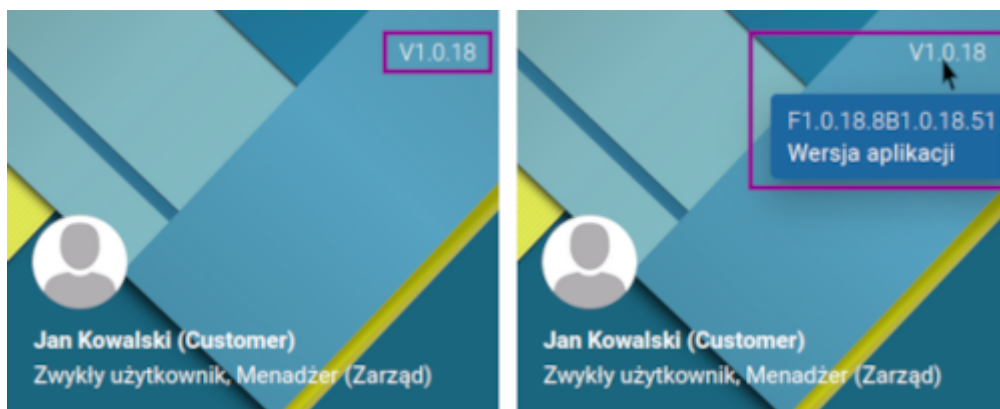 V1.0.18
Jan Kowalski (Customer)
Zwykły użytkownik, Menadżer (Zarząd)
V1.0.18
F1.0.18.8B1.0.18.51
Wersja aplikacji
Jan Kowalski (Customer)
Zwykły użytkownik, Menadżer (Zarząd)